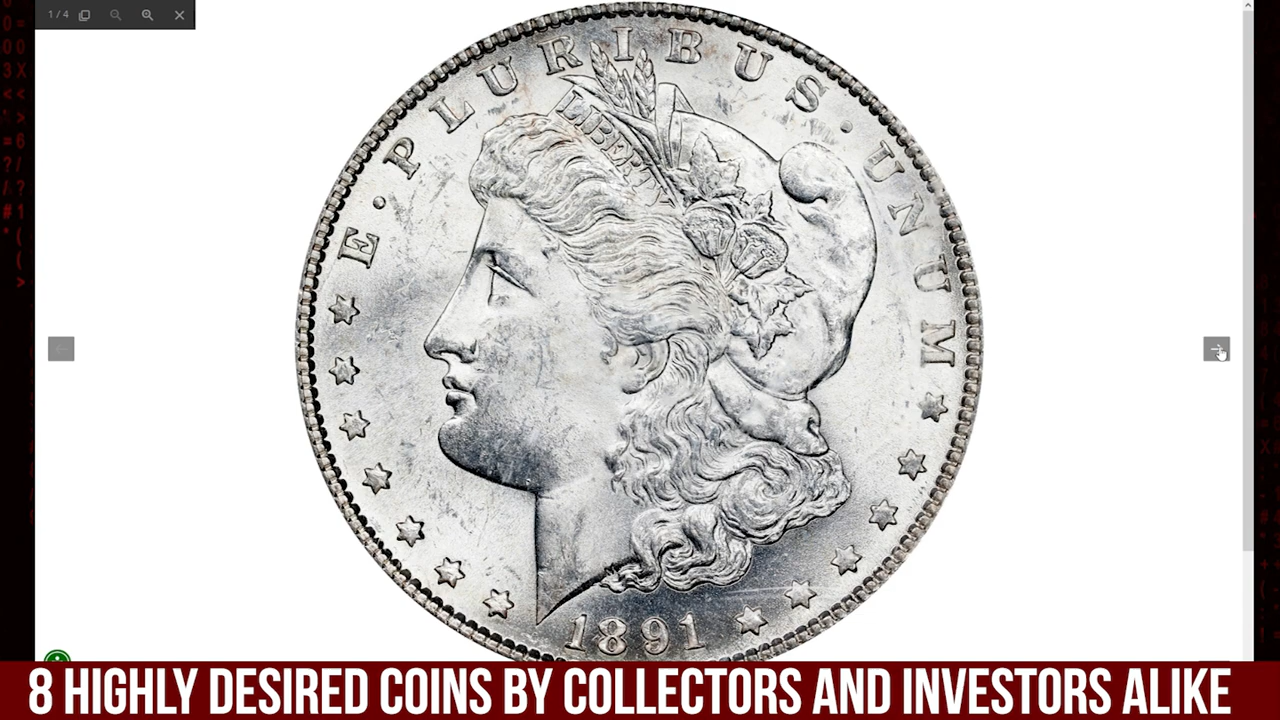 1 / 4
E · PLURIBUS · UNUM
LIBERTY
1891
8 HIGHLY DESIRED COINS BY COLLECTORS AND INVESTORS ALIKE